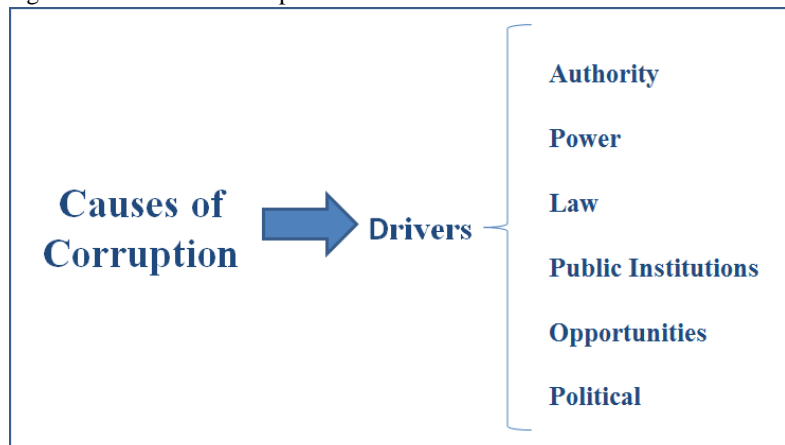 Causes of
Corruption
Drivers
Authority
Power
Law
Public Institutions
Opportunities
Political